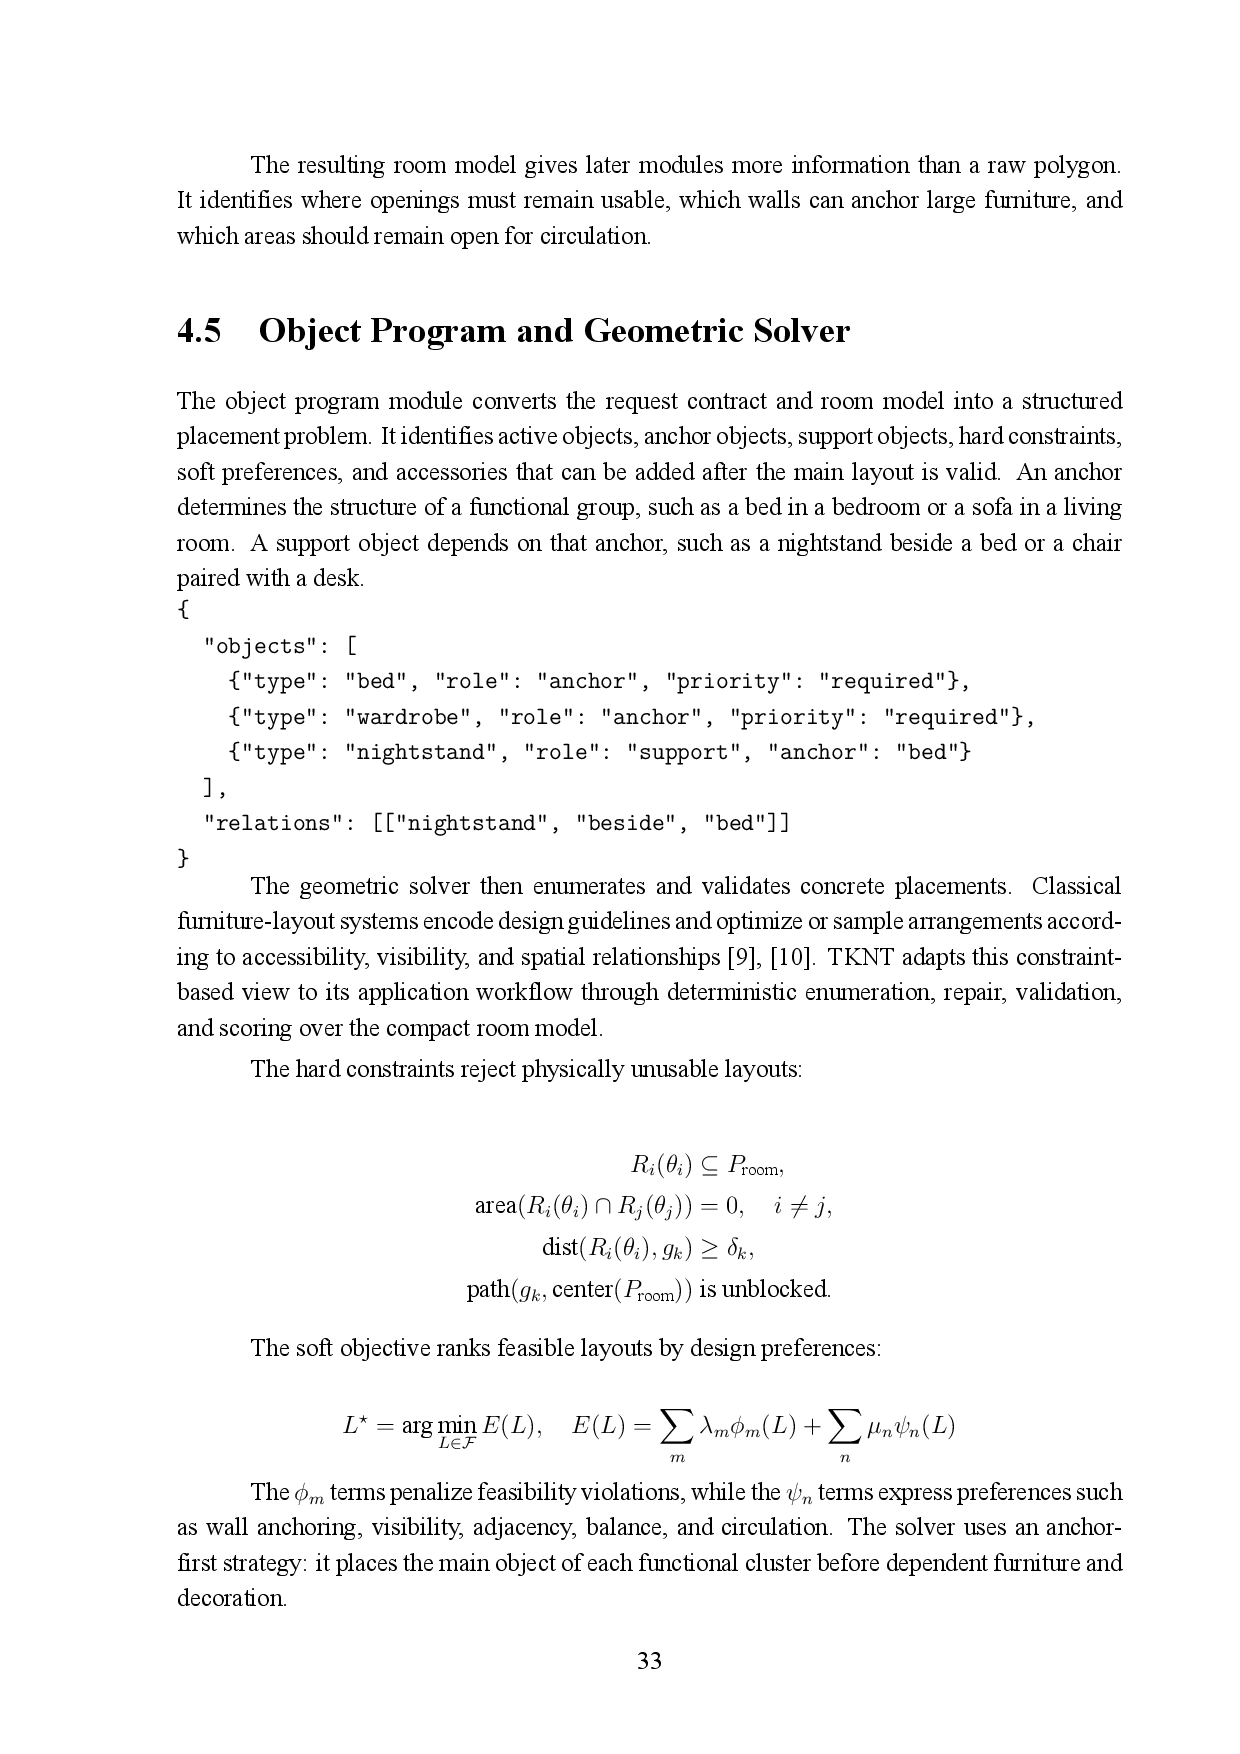 The resulting room model gives later modules more information than a raw polygon.
It identifies where openings must remain usable, which walls can anchor large furniture, and
which areas should remain open for circulation.
4.5 Object Program and Geometric Solver
The object program module converts the request contract and room model into a structured
placement problem. It identifies active objects, anchor objects, support objects, hard constraints,
soft preferences, and accessories that can be added after the main layout is valid. An anchor
determines the structure of a functional group, such as a bed in a bedroom or a sofa in a living
room. A support object depends on that anchor, such as a nightstand beside a bed or a chair
paired with a desk.
{
  "objects": [
    {"type": "bed", "role": "anchor", "priority": "required"},
    {"type": "wardrobe", "role": "anchor", "priority": "required"},
    {"type": "nightstand", "role": "support", "anchor": "bed"}
  ],
  "relations": [["nightstand", "beside", "bed"]]
}
The geometric solver then enumerates and validates concrete placements. Classical
furniture-layout systems encode design guidelines and optimize or sample arrangements accord-
ing to accessibility, visibility, and spatial relationships [9], [10]. TKNT adapts this constraint-
based view to its application workflow through deterministic enumeration, repair, validation,
and scoring over the compact room model.
The hard constraints reject physically unusable layouts:
R_i(θ_i) ⊆ P_room,
area(R_i(θ_i) ∩ R_j(θ_j)) = 0, i ≠ j,
dist(R_i(θ_i), g_k) ≥ δ_k,
path(g_k, center(P_room)) is unblocked.
The soft objective ranks feasible layouts by design preferences:
L⋆ = arg min_{L∈ℱ} E(L), E(L) = ∑_m λ_m ϕ_m(L) + ∑_n μ_n ψ_n(L)
The ϕ_m terms penalize feasibility violations, while the ψ_n terms express preferences such
as wall anchoring, visibility, adjacency, balance, and circulation. The solver uses an anchor-
first strategy: it places the main object of each functional cluster before dependent furniture and
decoration.
33